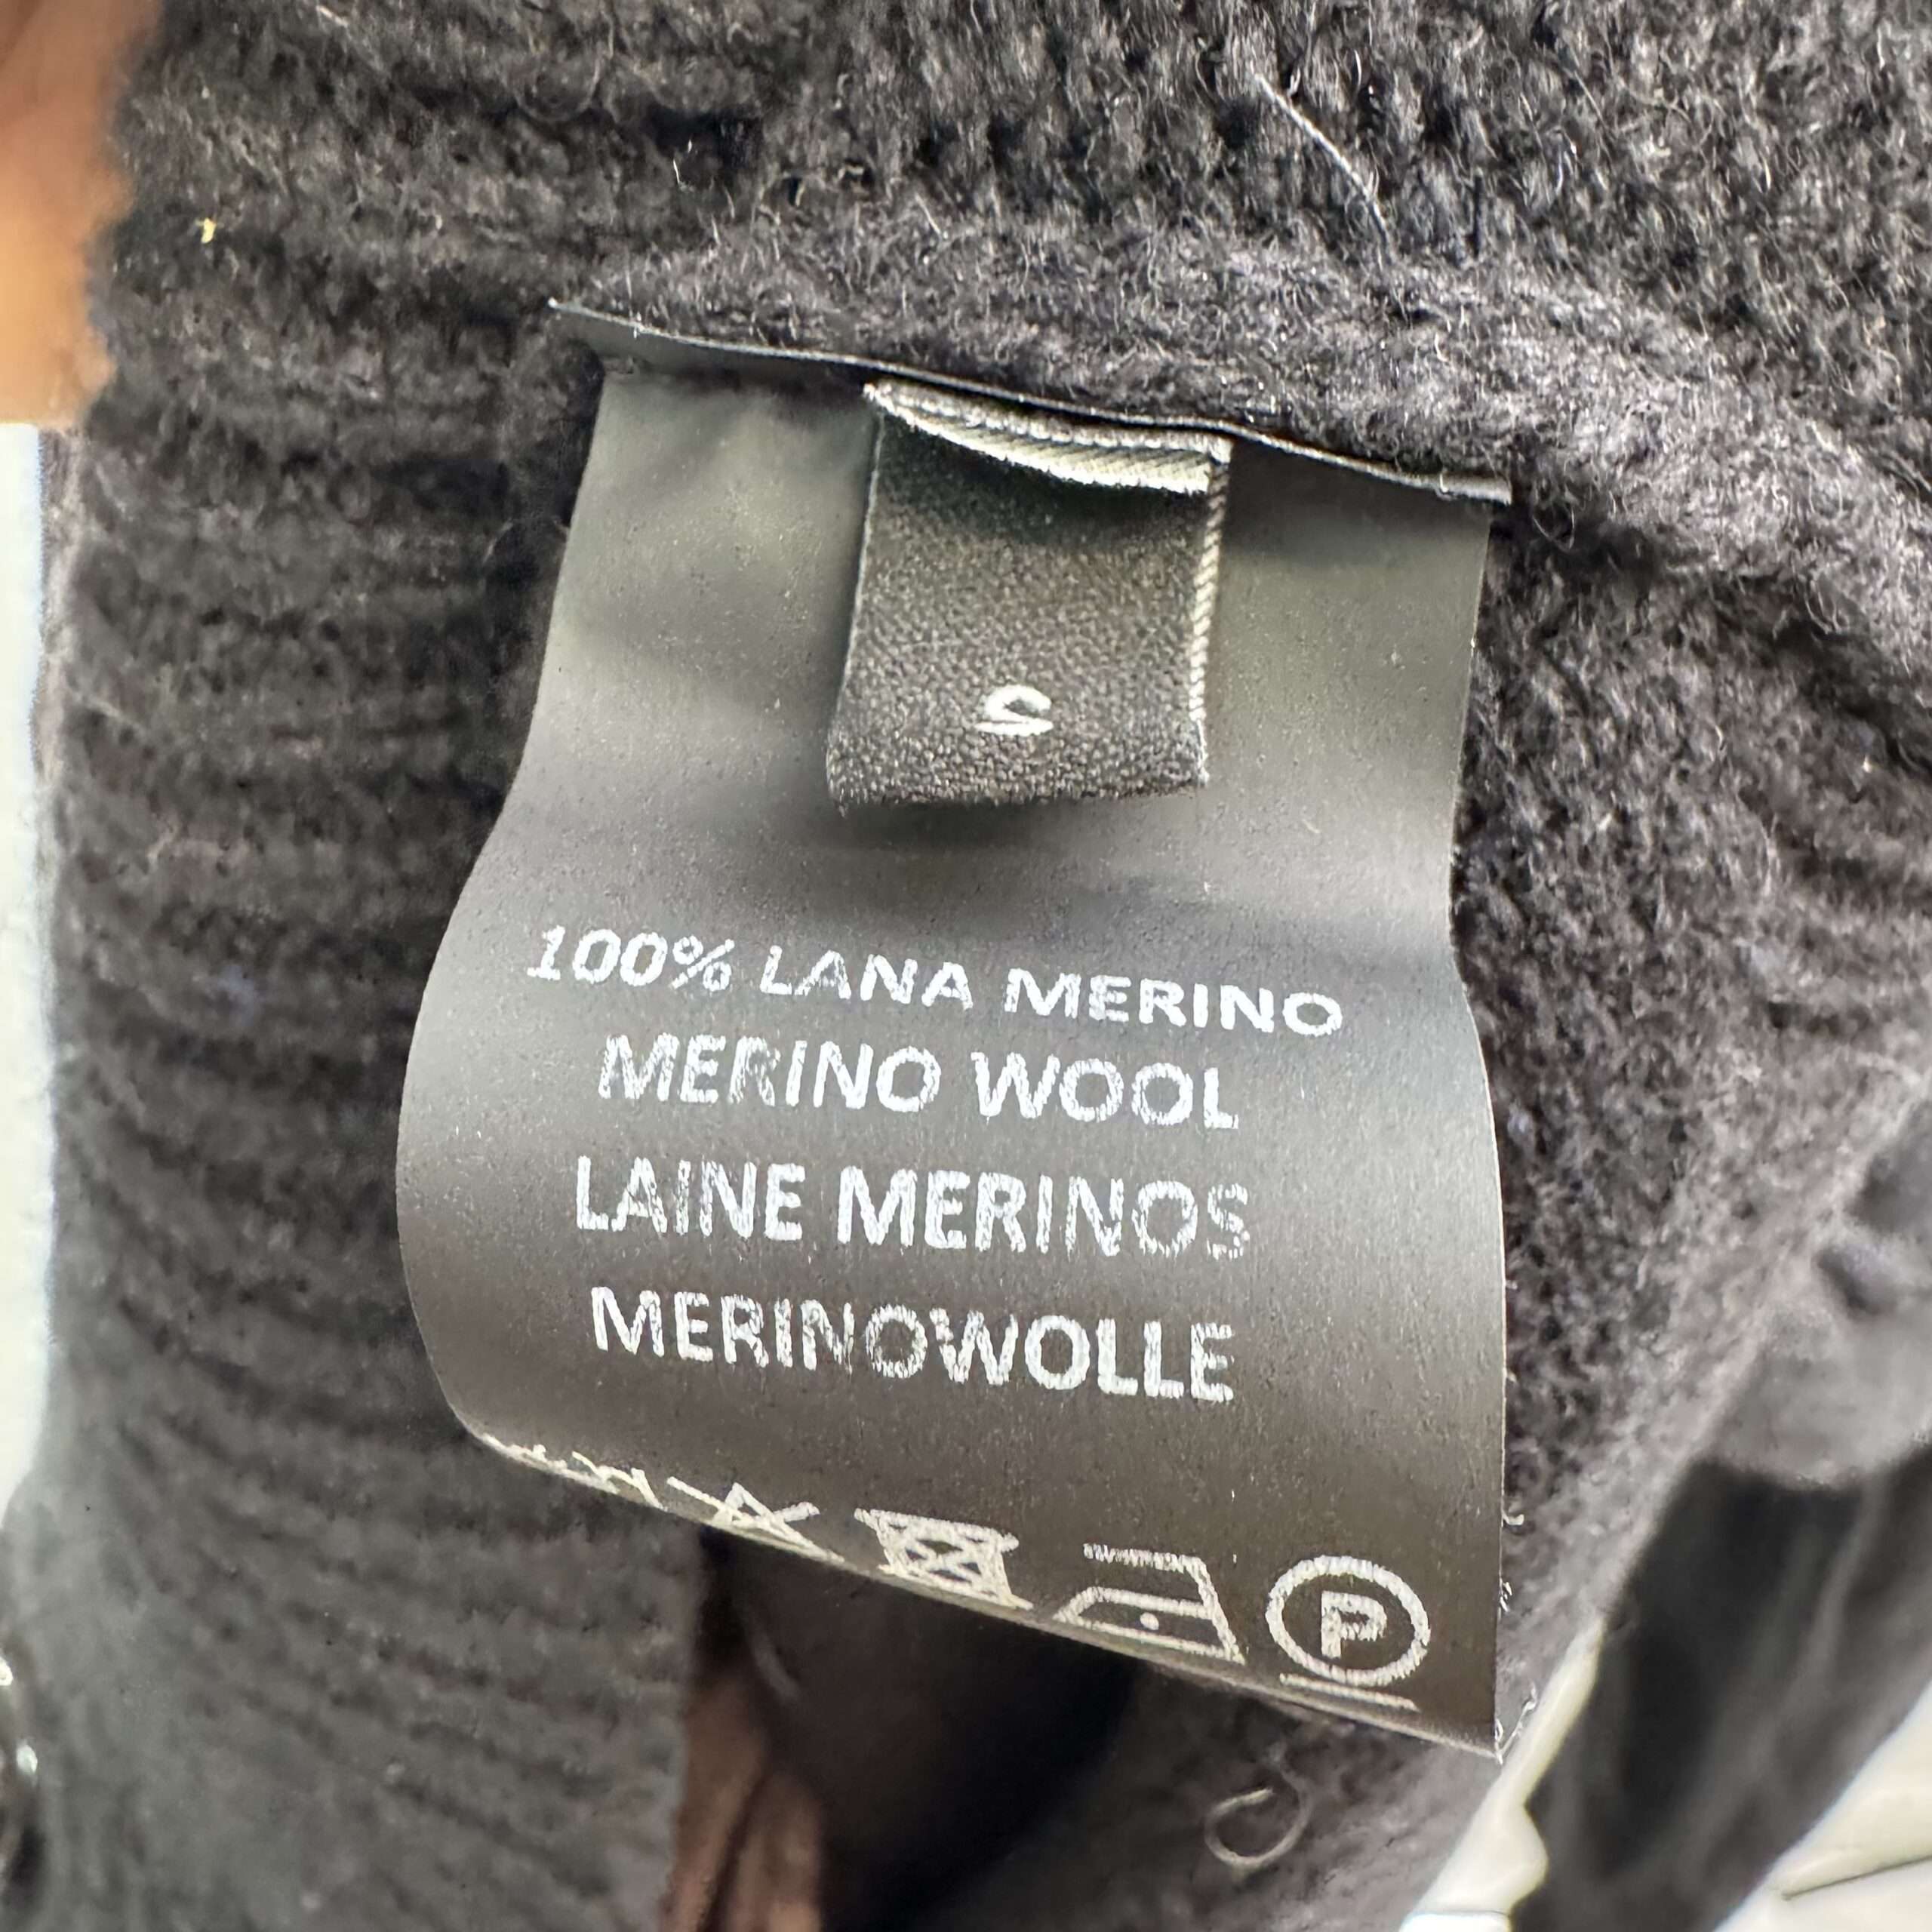 S
100% LANA MERINO
MERINO WOOL
LAINE MERINOS
MERINOWOLLE
P